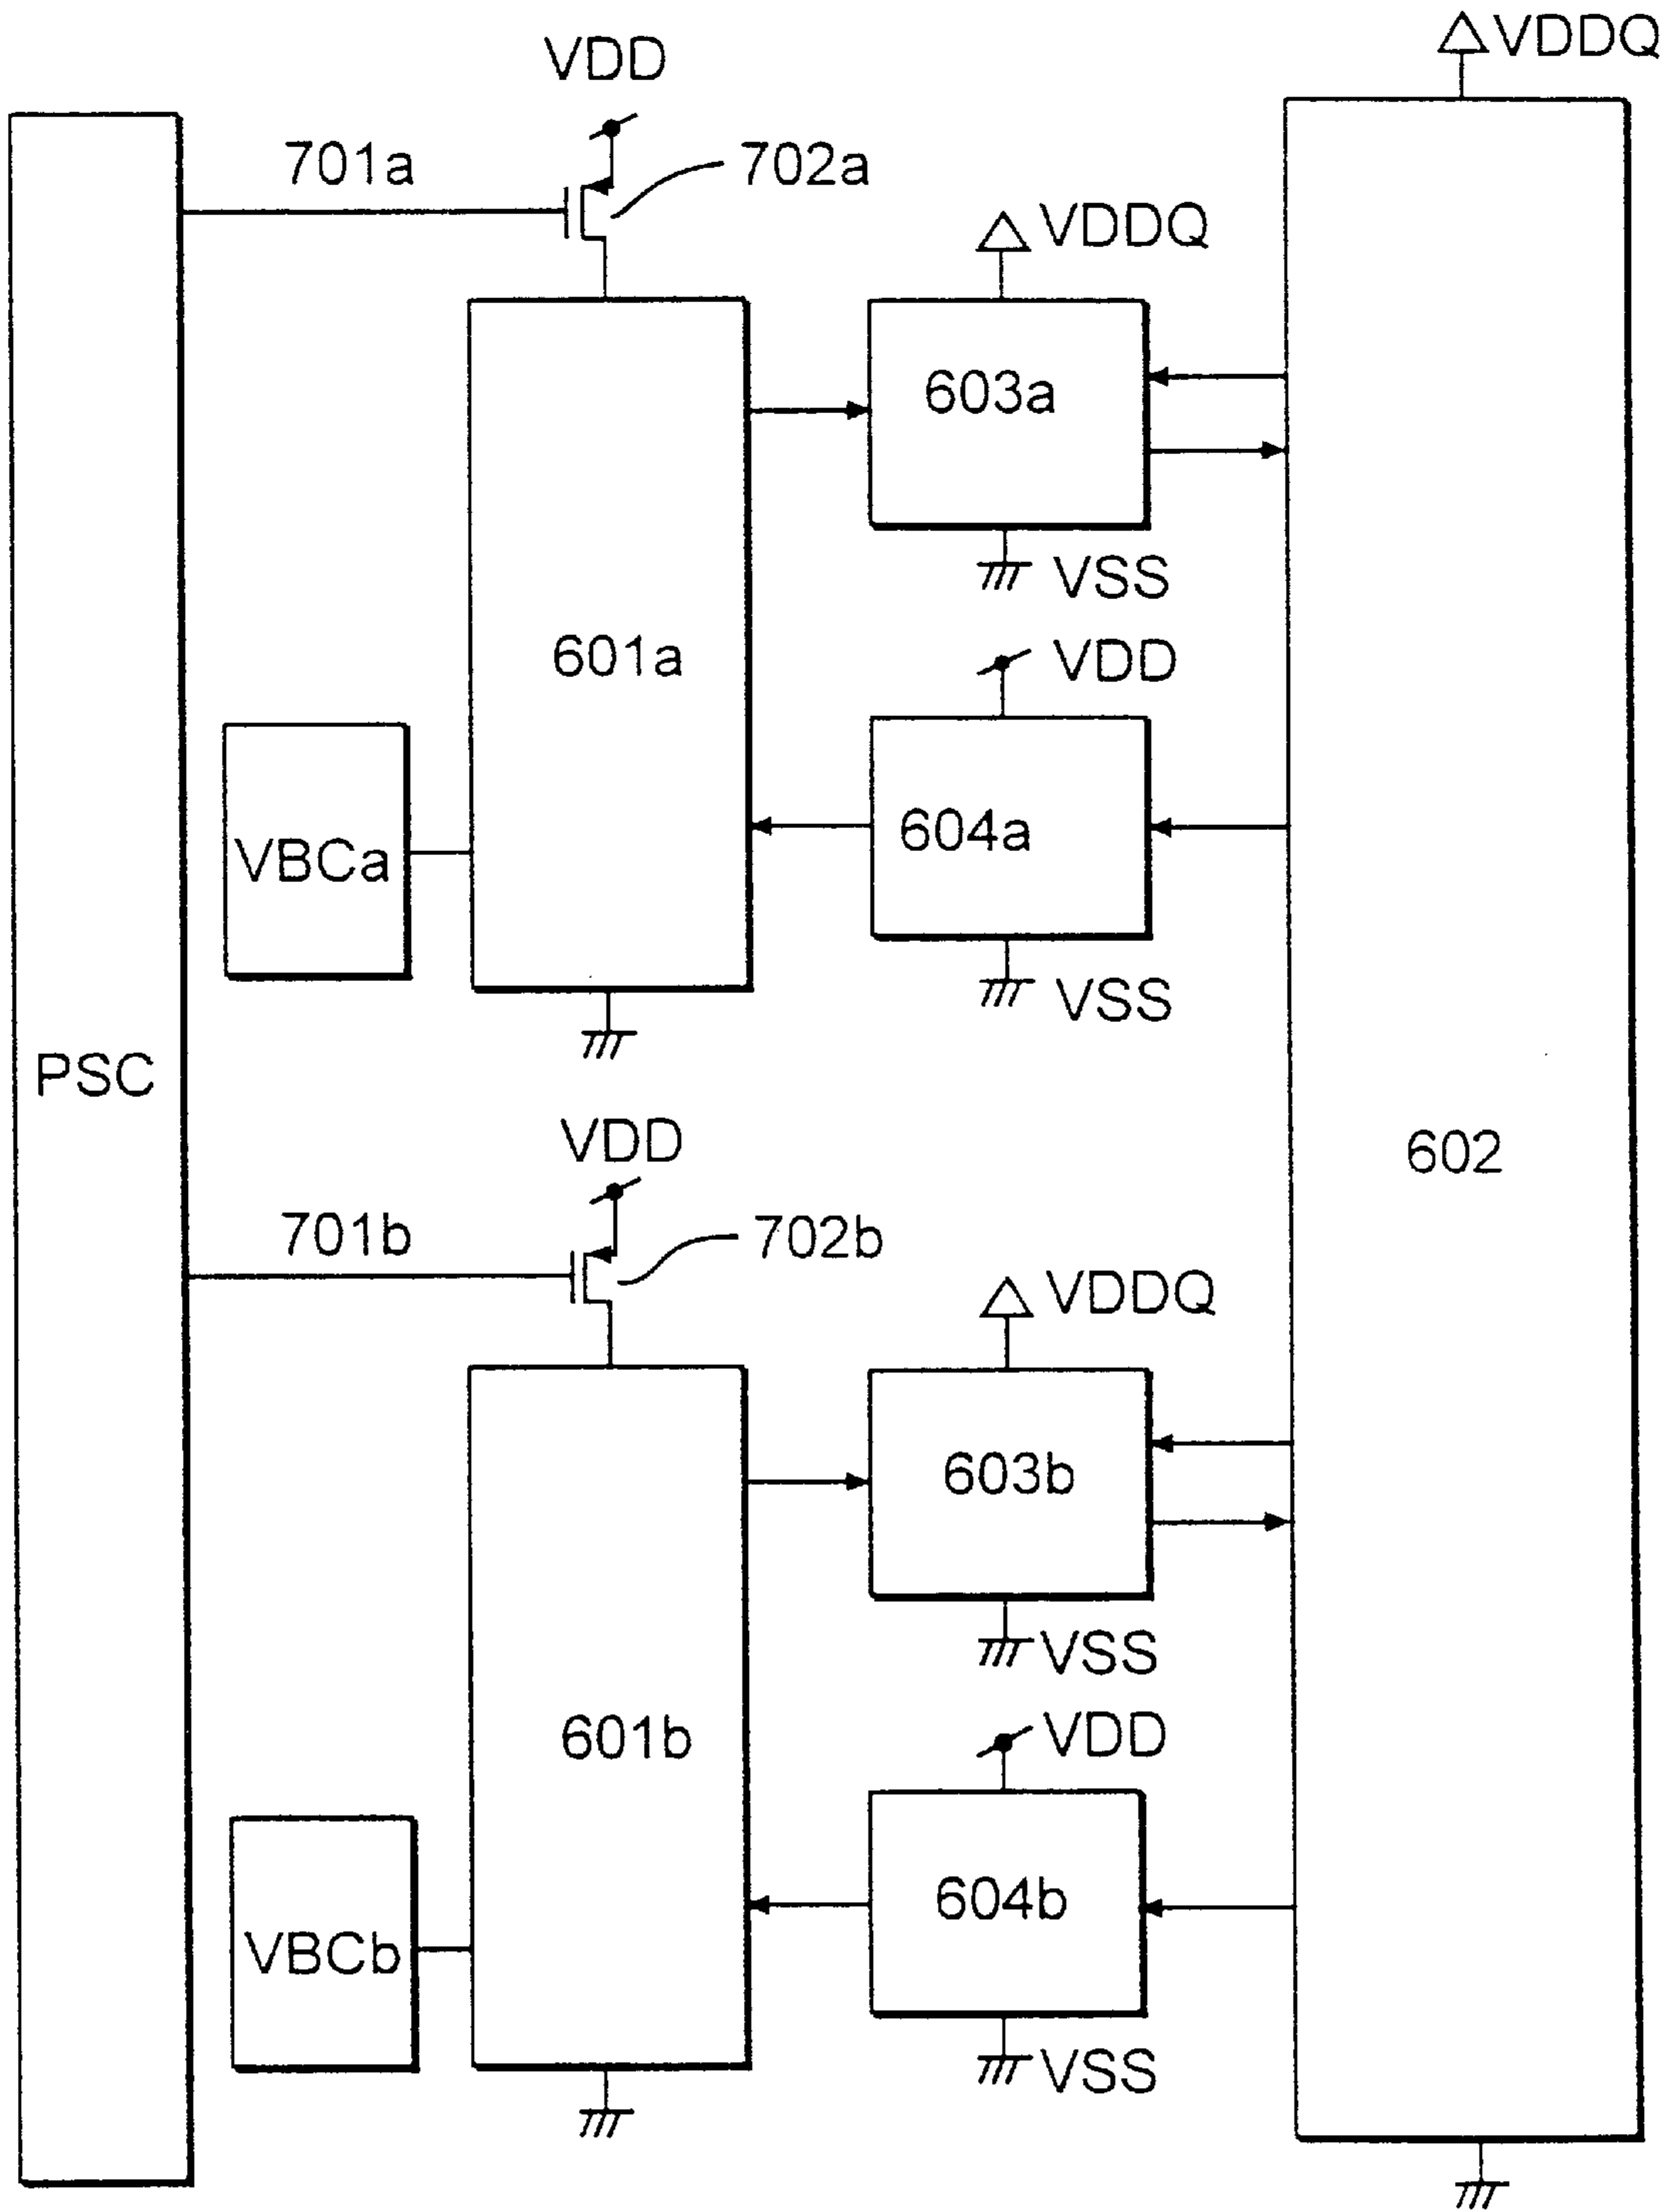 VDDQ
VDD
701a
702a
VDDQ
603a
VSS
601a
VDD
604a
VBCa
VSS
PSC
VDD
602
701b
702b
VDDQ
603b
VSS
601b
VDD
604b
VBCb
VSS